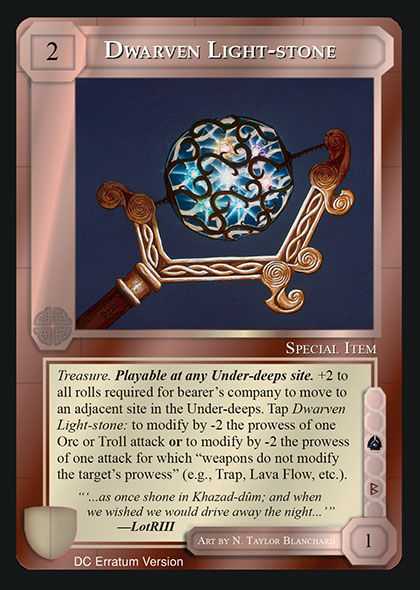 2
DWARVEN LIGHT-STONE
SPECIAL ITEM
Treasure. Playable at any Under-deeps site. +2 to
all rolls required for bearer's company to move to
an adjacent site in the Under-deeps. Tap Dwarven
Light-stone: to modify by -2 the prowess of one
Orc or Troll attack or to modify by -2 the prowess
of one attack for which “weapons do not modify
the target's prowess” (e.g., Trap, Lava Flow, etc.).
“‘...as once shone in Khazad-dûm; and when
we wished we would drive away the night...’”
—LotRIII
ART BY N. TAYLOR BLANCHARD
1
DC Erratum Version